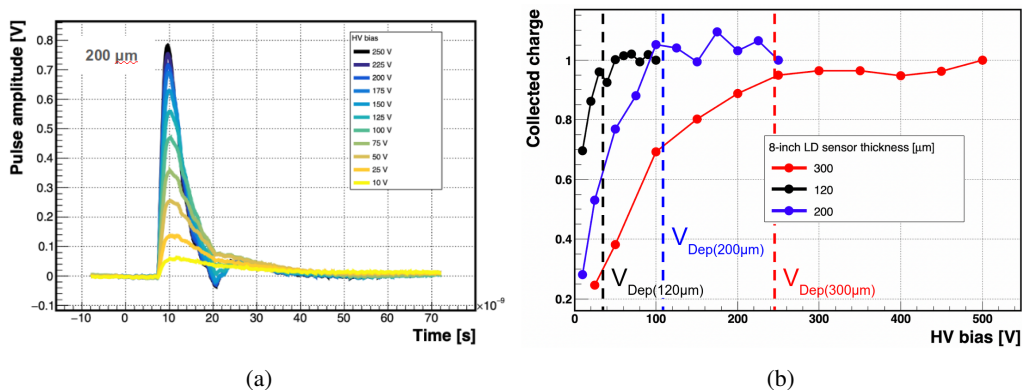 200 µm
HV bias
250 V
225 V
200 V
175 V
150 V
125 V
100 V
75 V
50 V
25 V
10 V
Pulse amplitude [V]
0.8
0.7
0.6
0.5
0.4
0.3
0.2
0.1
0
−0.1
−10 0 10 20 30 40 50 60 70
×10⁻⁹
Time [s]
(a)
Collected charge
1
0.8
0.6
0.4
0.2
8-inch LD sensor thickness [µm]
300
120
200
V Dep(200µm)
V Dep(120µm)
V Dep(300µm)
0 100 200 300 400 500
HV bias [V]
(b)